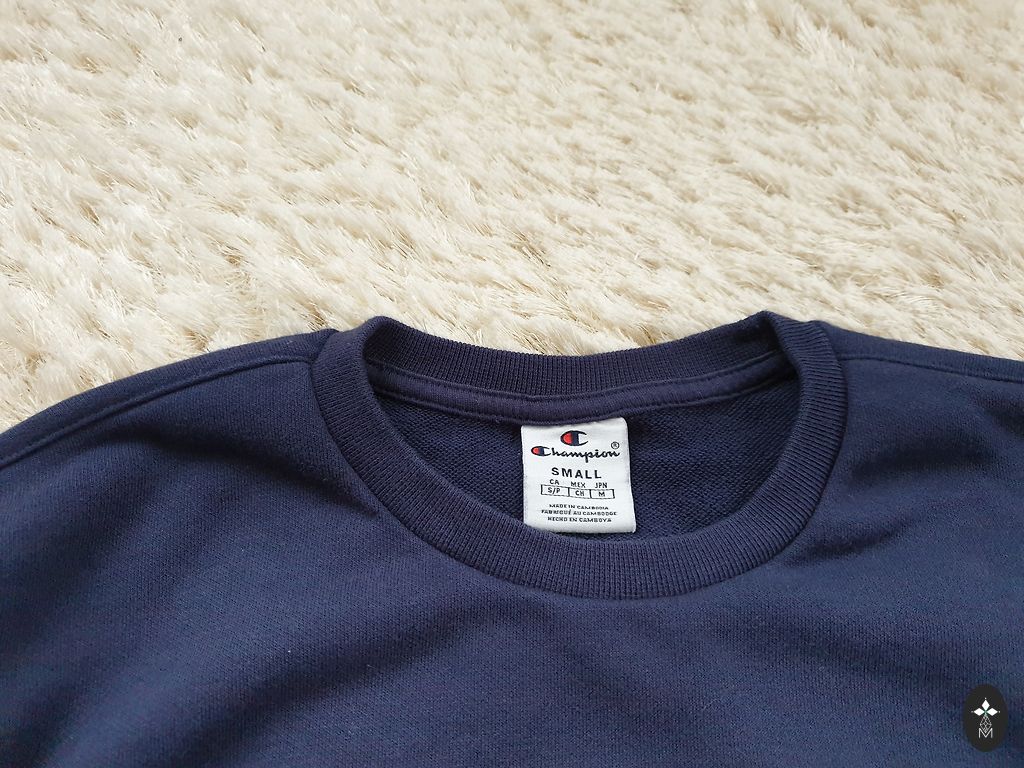 Champion®
SMALL
CA MEX JPN
S/P CH M
MADE IN CAMBODIA
FABRIQUÉ AU CAMBODGE
HECHO EN CAMBOYA
M